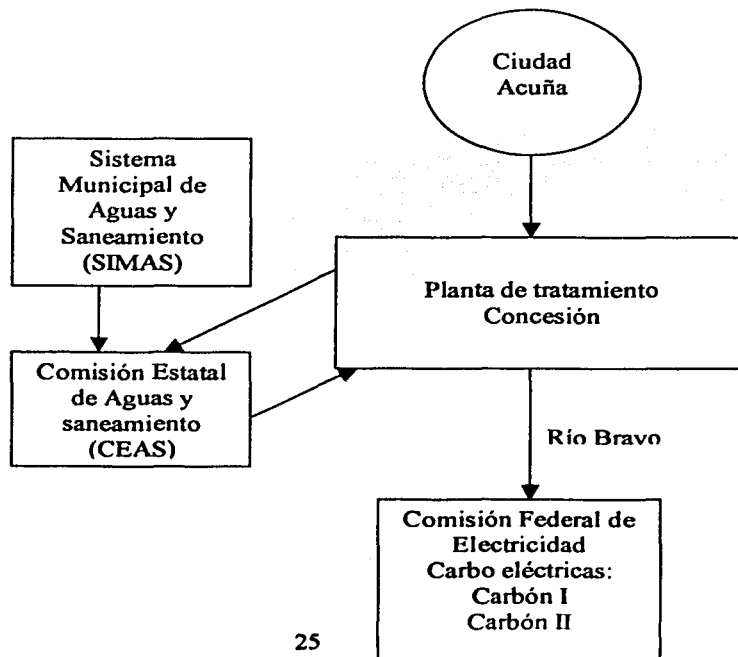 Ciudad
Acuña
Sistema
Municipal de
Aguas y
Saneamiento
(SIMAS)
Planta de tratamiento
Concesión
Comisión Estatal
de Aguas y
saneamiento
(CEAS)
Río Bravo
Comisión Federal de
Electricidad
Carbo eléctricas:
Carbón I
Carbón II
25